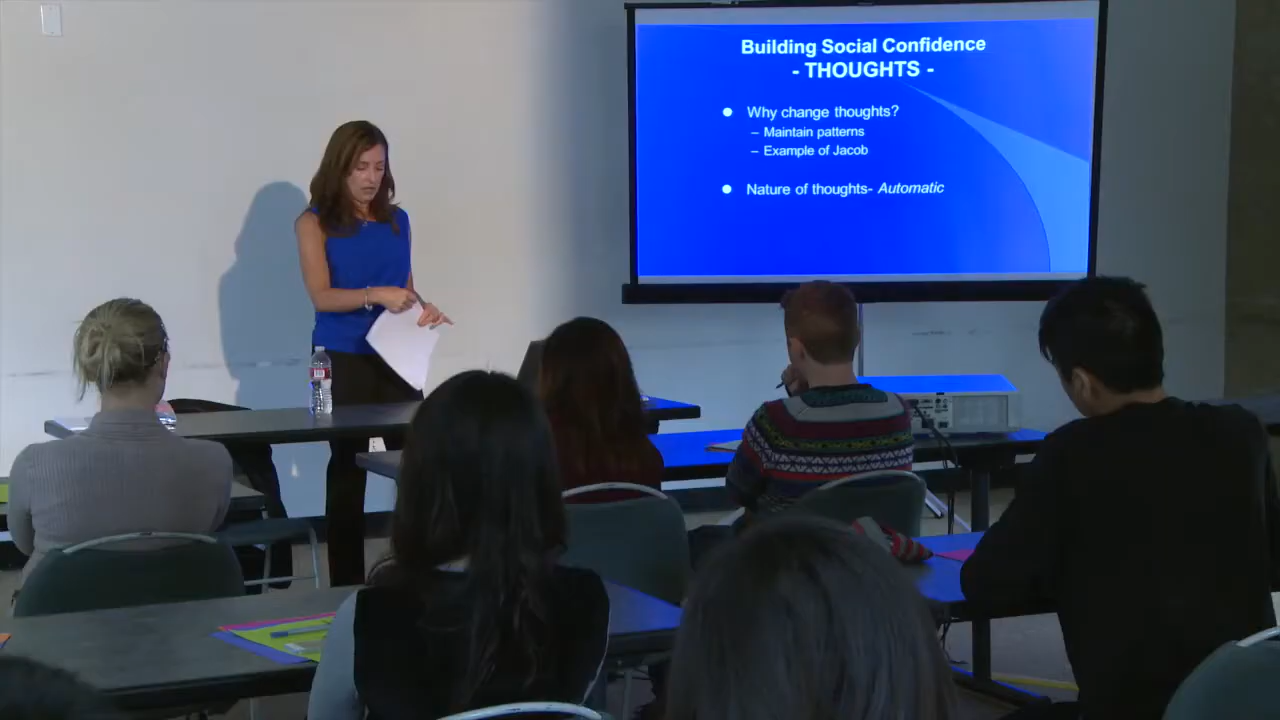 Building Social Confidence
- THOUGHTS -
● Why change thoughts?
– Maintain patterns
– Example of Jacob
● Nature of thoughts- Automatic